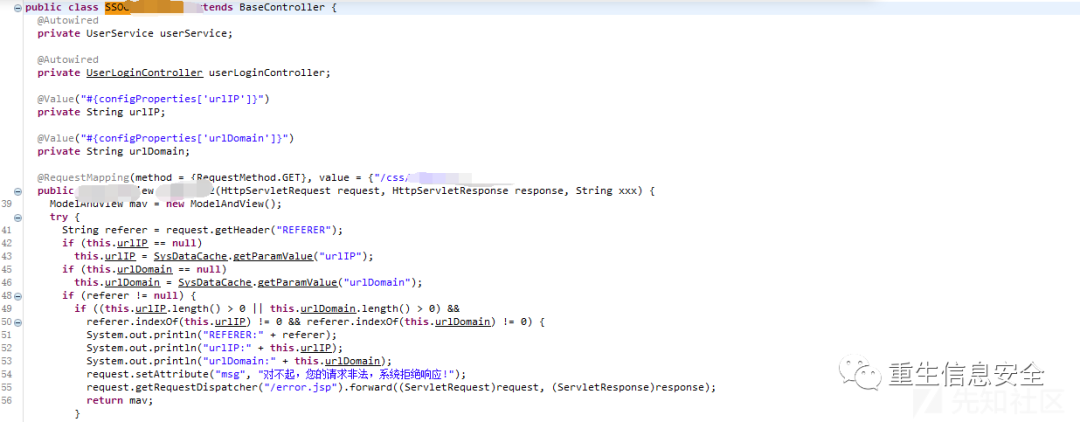 public class SSO tends BaseController {
@Autowired
private UserService userService;
@Autowired
private UserLoginController userLoginController;
@Value("#{configProperties['urlIP']}")
private String urlIP;
@Value("#{configProperties['urlDomain']}")
private String urlDomain;
@RequestMapping(method = {RequestMethod.GET}, value = {"/css/
public iew 2(HttpServletRequest request, HttpServletResponse response, String xxx) {
39 ModelAndView mav = new ModelAndView();
try {
41 String referer = request.getHeader("REFERER");
42 if (this.urlIP == null)
43 this.urlIP = SysDataCache.getParamValue("urlIP");
45 if (this.urlDomain == null)
46 this.urlDomain = SysDataCache.getParamValue("urlDomain");
48 if (referer != null) {
49 if ((this.urlIP.length() > 0 || this.urlDomain.length() > 0) &&
50 referer.indexOf(this.urlIP) != 0 && referer.indexOf(this.urlDomain) != 0) {
51 System.out.println("REFERER:" + referer);
52 System.out.println("urlIP:" + this.urlIP);
53 System.out.println("urlDomain:" + this.urlDomain);
54 request.setAttribute("msg", "对不起，您的请求非法，系统拒绝响应!");
55 request.getRequestDispatcher("/error.jsp").forward((ServletRequest)request, (ServletResponse)response);
56 return mav;
}
重生信息安全
先知社区